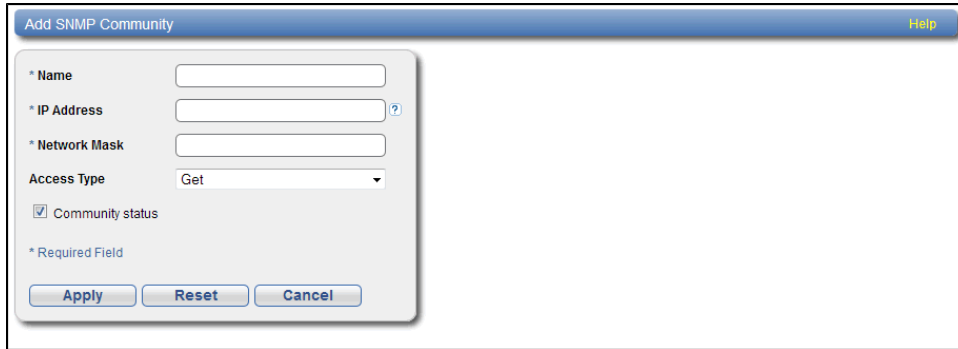 Add SNMP Community Help
* Name
* IP Address ?
* Network Mask
Access Type Get
Community status
* Required Field
Apply Reset Cancel